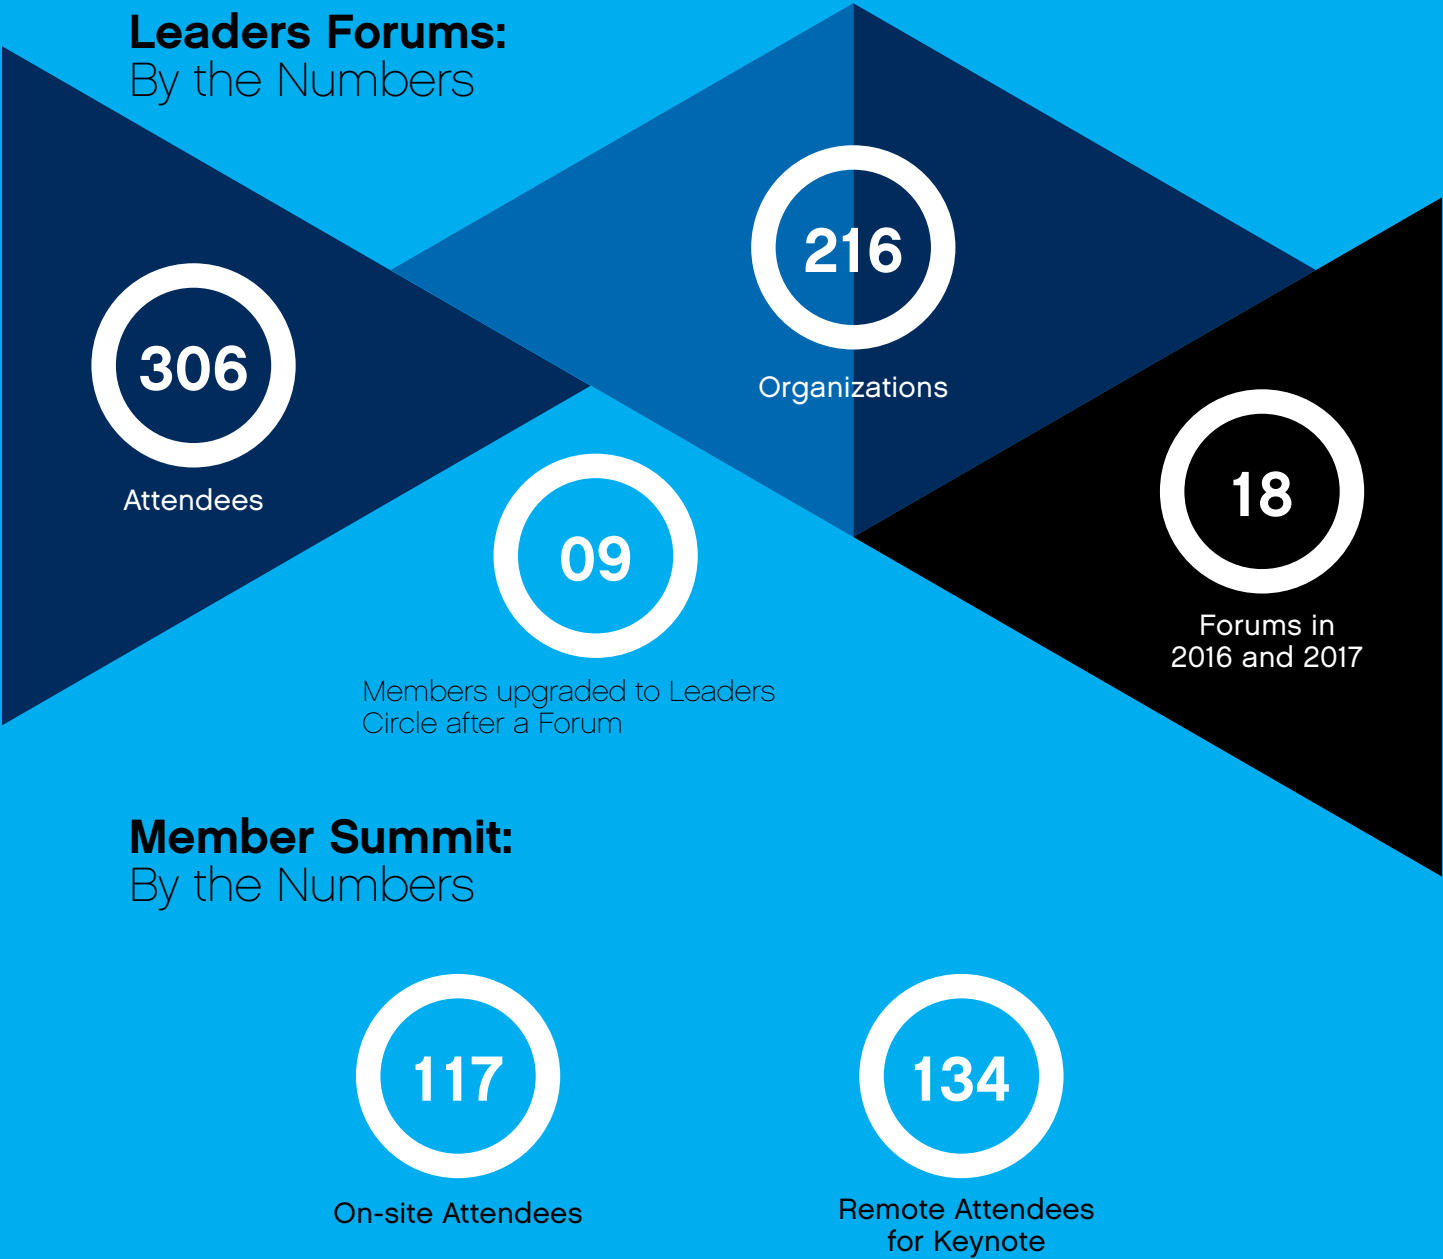 Leaders Forums:
By the Numbers
306
Attendees
216
Organizations
09
Members upgraded to Leaders
Circle after a Forum
18
Forums in
2016 and 2017
Member Summit:
By the Numbers
117
On-site Attendees
134
Remote Attendees
for Keynote